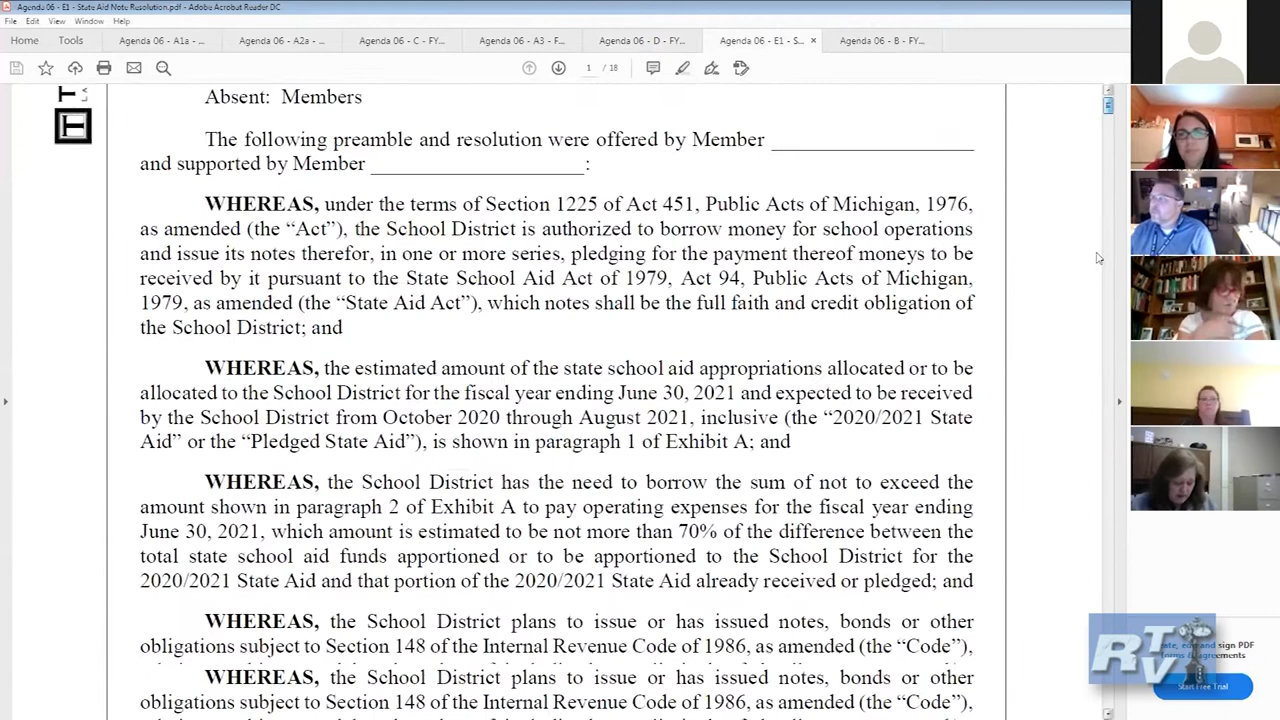 Agenda 06 - E1 - State Aid Note Resolution.pdf - Adobe Acrobat Reader DC
File Edit View Window Help
Home Tools Agenda 06 - A1a - ... Agenda 06 - A2a - ... Agenda 06 - C - FY... Agenda 06 - A3 - F... Agenda 06 - D - FY... Agenda 06 - E1 - S... × Agenda 06 - B - FY...
1 / 18
Absent: Members
The following preamble and resolution were offered by Member ____________________
and supported by Member _____________________:
WHEREAS, under the terms of Section 1225 of Act 451, Public Acts of Michigan, 1976,
as amended (the “Act”), the School District is authorized to borrow money for school operations
and issue its notes therefor, in one or more series, pledging for the payment thereof moneys to be
received by it pursuant to the State School Aid Act of 1979, Act 94, Public Acts of Michigan,
1979, as amended (the “State Aid Act”), which notes shall be the full faith and credit obligation of
the School District; and
WHEREAS, the estimated amount of the state school aid appropriations allocated or to be
allocated to the School District for the fiscal year ending June 30, 2021 and expected to be received
by the School District from October 2020 through August 2021, inclusive (the “2020/2021 State
Aid” or the “Pledged State Aid”), is shown in paragraph 1 of Exhibit A; and
WHEREAS, the School District has the need to borrow the sum of not to exceed the
amount shown in paragraph 2 of Exhibit A to pay operating expenses for the fiscal year ending
June 30, 2021, which amount is estimated to be not more than 70% of the difference between the
total state school aid funds apportioned or to be apportioned to the School District for the
2020/2021 State Aid and that portion of the 2020/2021 State Aid already received or pledged; and
WHEREAS, the School District plans to issue or has issued notes, bonds or other
obligations subject to Section 148 of the Internal Revenue Code of 1986, as amended (the “Code”),
WHEREAS, the School District plans to issue or has issued notes, bonds or other
obligations subject to Section 148 of the Internal Revenue Code of 1986, as amended (the “Code”),
RTV
and sign PDF
agreements
Start Free Trial